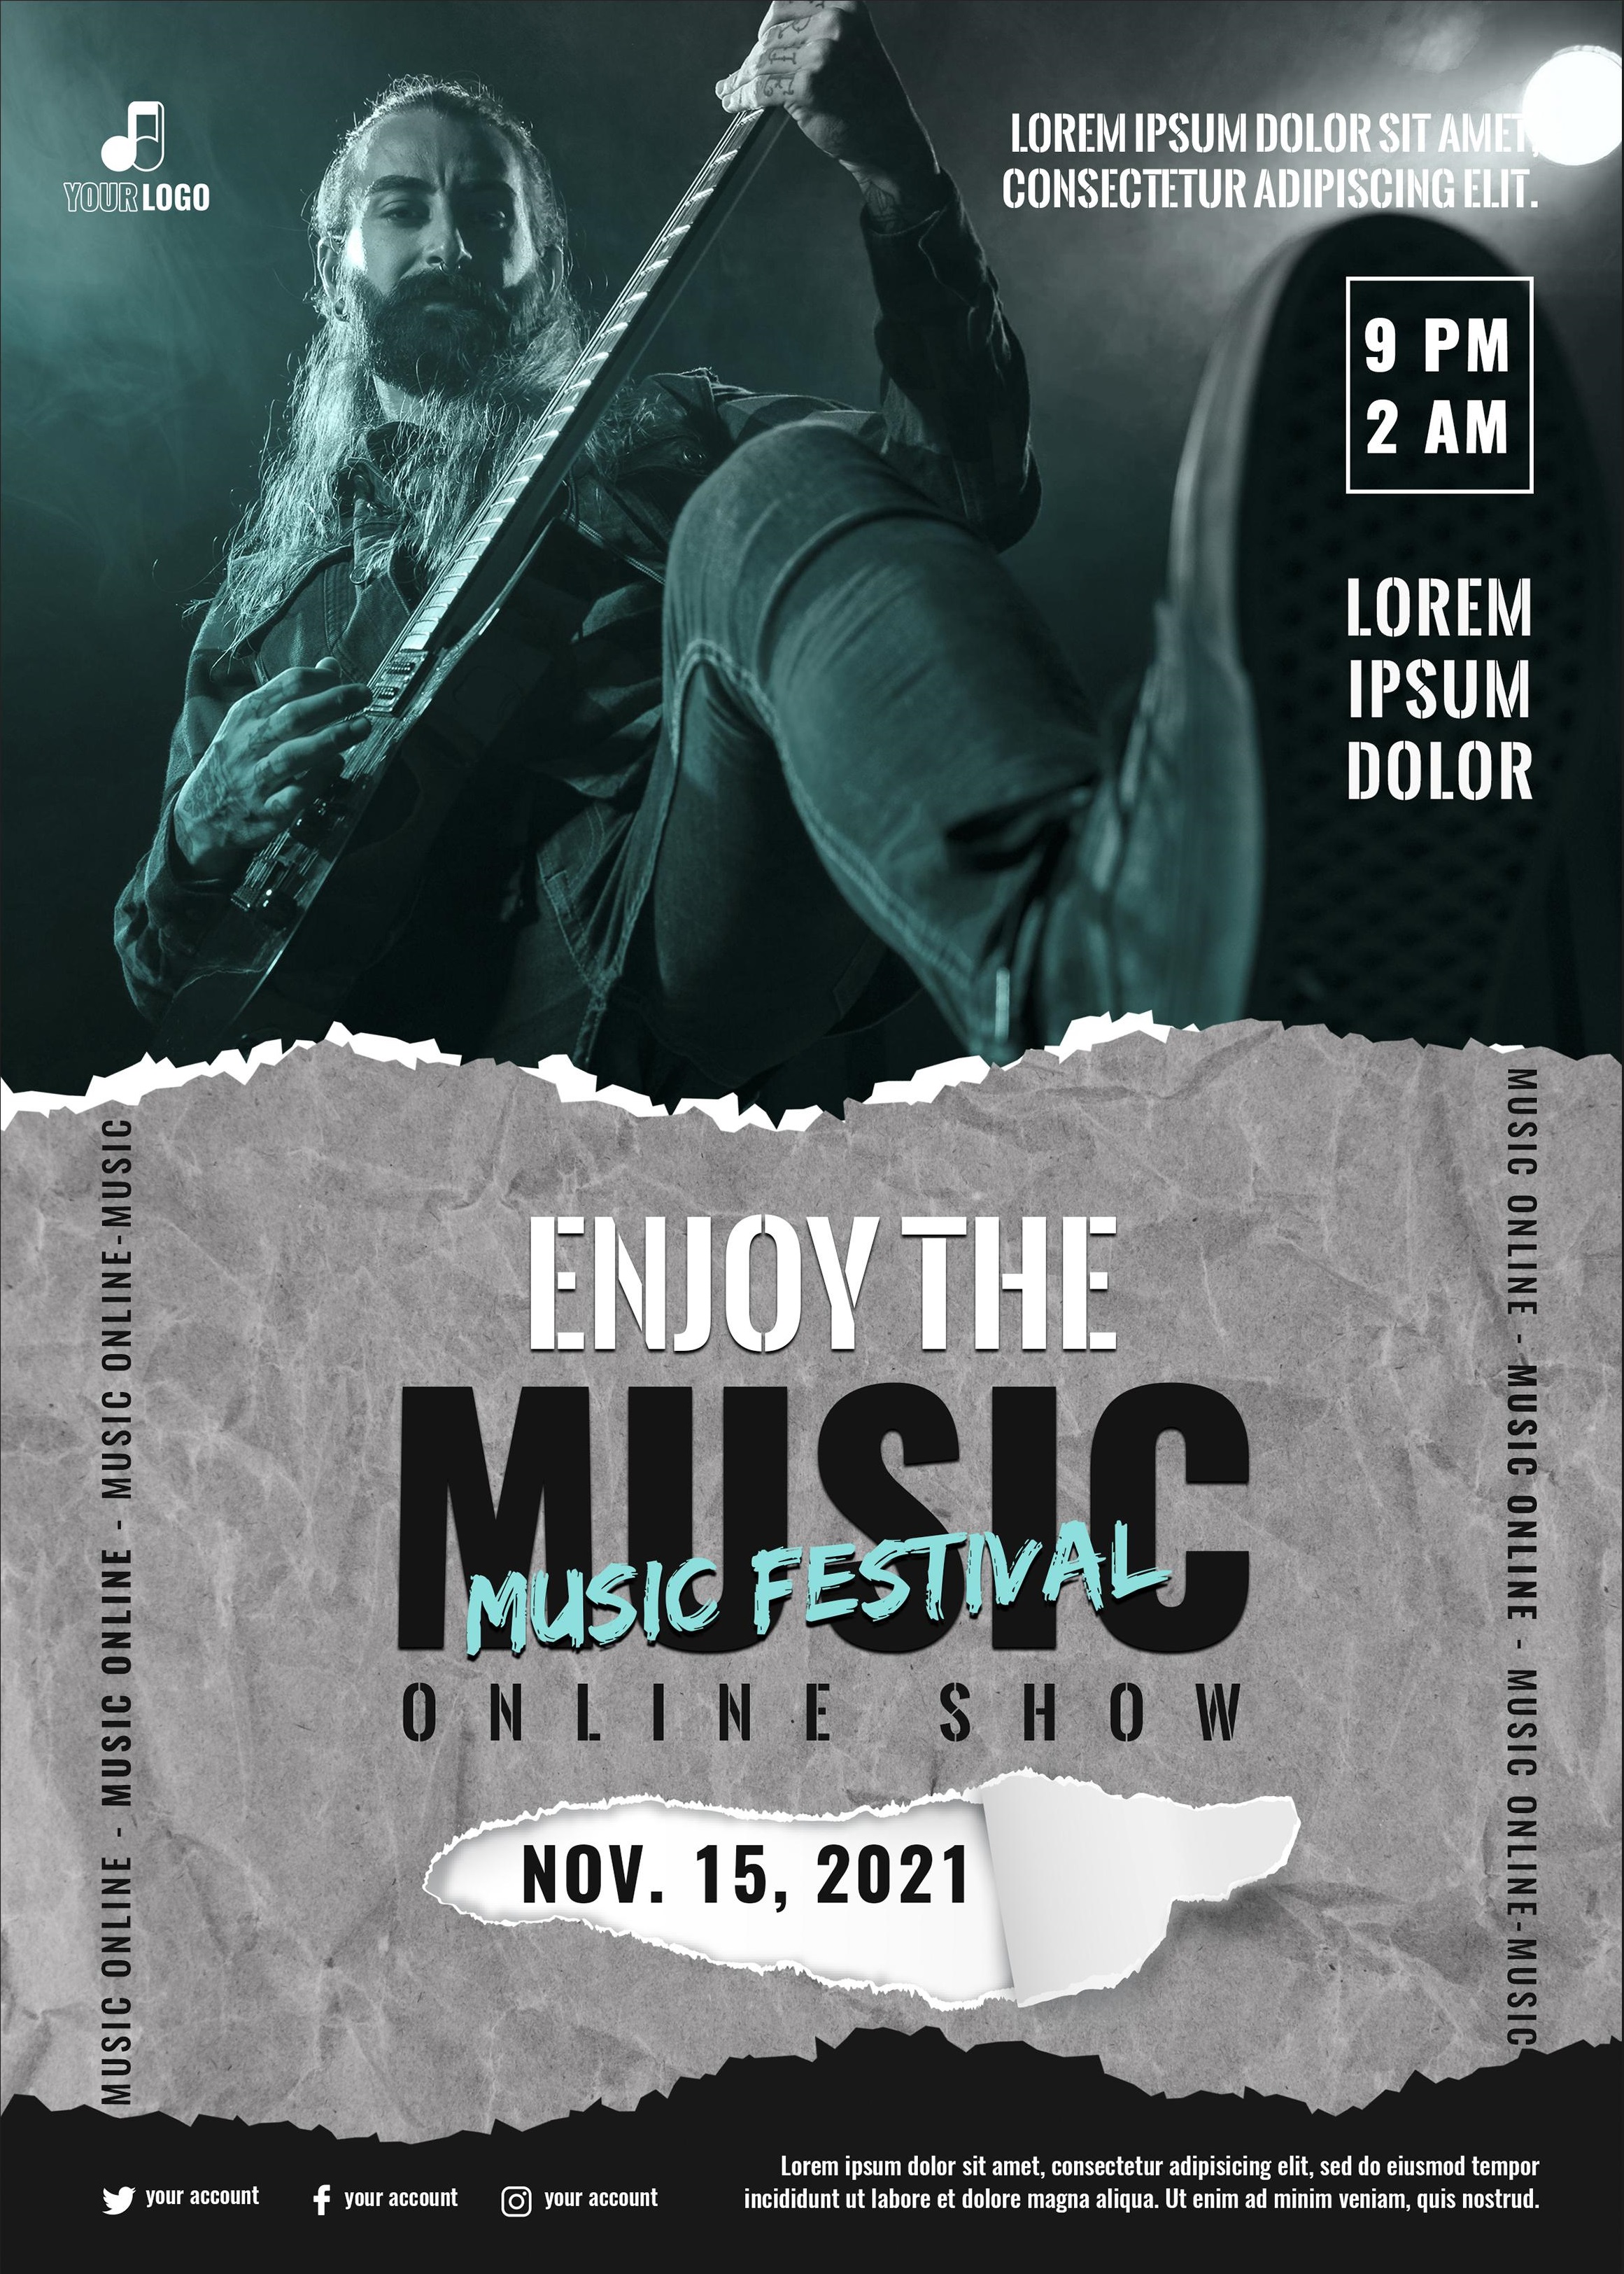 YOUR LOGO
LOREM IPSUM DOLOR SIT AMET,
CONSECTETUR ADIPISCING ELIT.
9 PM
2 AM
LOREM
IPSUM
DOLOR
MUSIC ONLINE - MUSIC ONLINE - MUSIC ONLINE-MUSIC
MUSIC ONLINE - MUSIC ONLINE - MUSIC ONLINE-MUSIC
ENJOY THE
MUSIC
MUSIC FESTIVAL
ONLINE SHOW
NOV. 15, 2021
your account
your account
your account
Lorem ipsum dolor sit amet, consectetur adipisicing elit, sed do eiusmod tempor
incididunt ut labore et dolore magna aliqua. Ut enim ad minim veniam, quis nostrud.